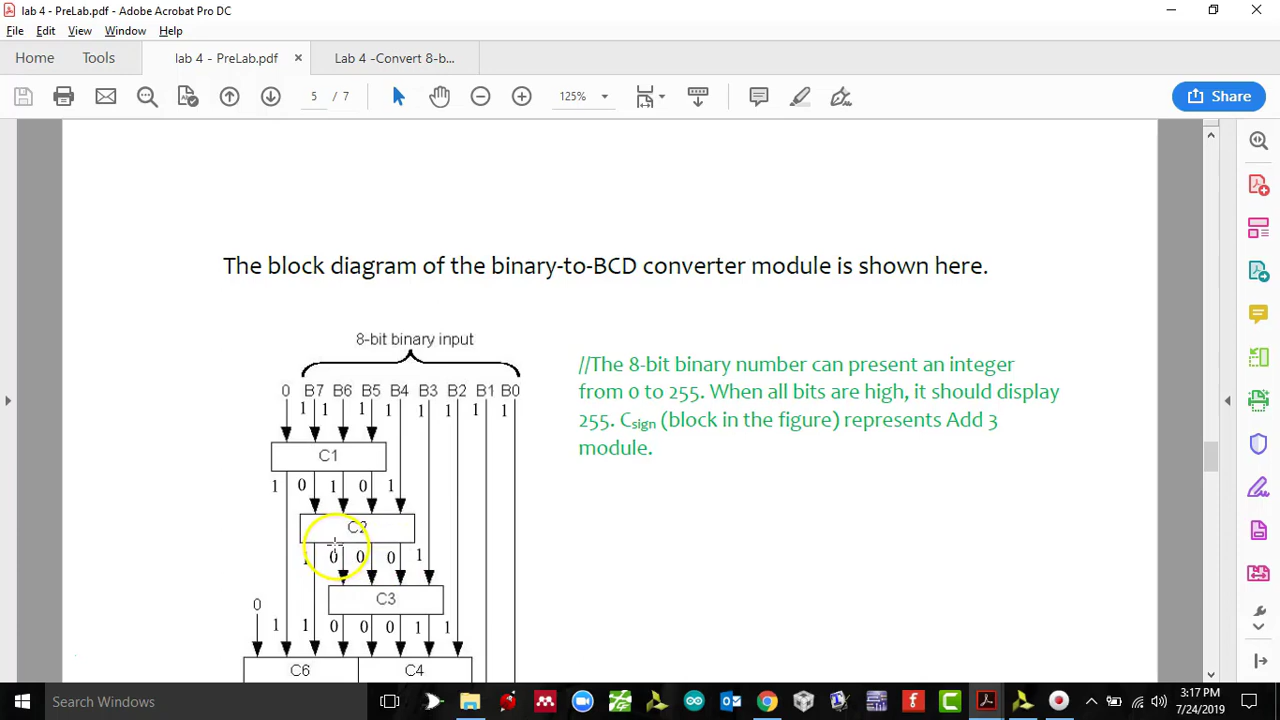 lab 4 - PreLab.pdf - Adobe Acrobat Pro DC
File Edit View Window Help
Home Tools lab 4 - PreLab.pdf × Lab 4 -Convert 8-b...
5 / 7 125% Share
The block diagram of the binary-to-BCD converter module is shown here.
8-bit binary input
//The 8-bit binary number can present an integer
from 0 to 255. When all bits are high, it should display
255. Csign (block in the figure) represents Add 3
module.
0 B7 B6 B5 B4 B3 B2 B1 B0
1 1 1 1 1 1 1 1
C1
1 0 1 0 1
C2
1 0 0 0 1
C3
0
1 1 0 0 0 1 1
C6 C4
Search Windows
3:17 PM
7/24/2019